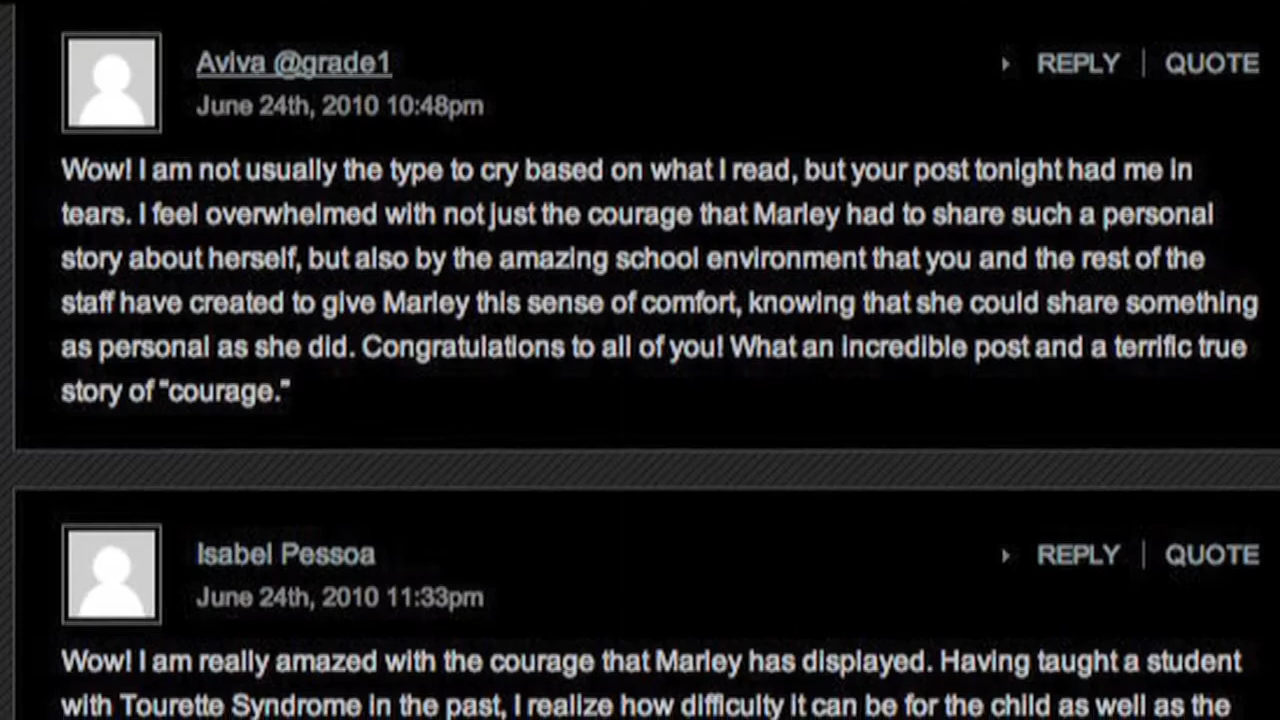 Aviva @grade1
REPLY | QUOTE
June 24th, 2010 10:48pm
Wow! I am not usually the type to cry based on what I read, but your post tonight had me in
tears. I feel overwhelmed with not just the courage that Marley had to share such a personal
story about herself, but also by the amazing school environment that you and the rest of the
staff have created to give Marley this sense of comfort, knowing that she could share something
as personal as she did. Congratulations to all of you! What an incredible post and a terrific true
story of "courage."
Isabel Pessoa
REPLY | QUOTE
June 24th, 2010 11:33pm
Wow! I am really amazed with the courage that Marley has displayed. Having taught a student
with Tourette Syndrome in the past, I realize how difficulty it can be for the child as well as the